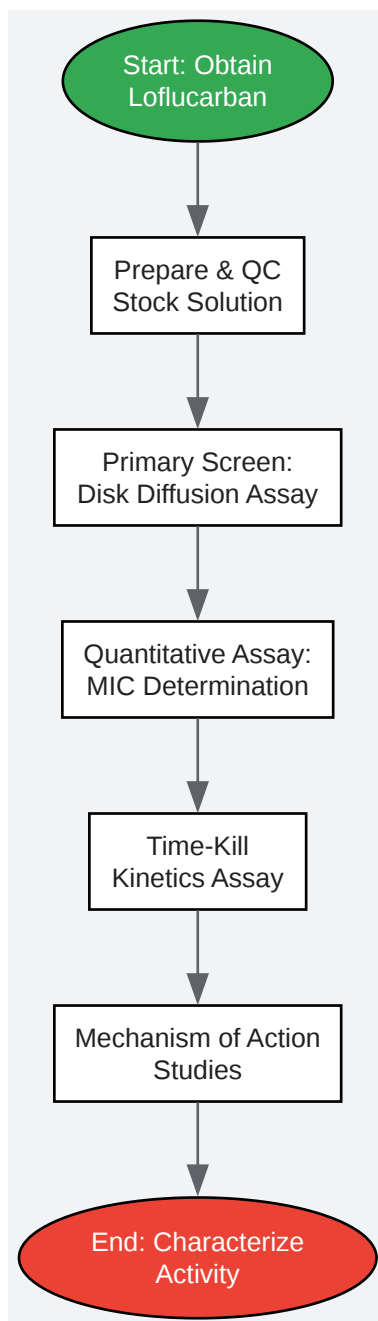 Start: Obtain
Loflucarban
Prepare & QC
Stock Solution
Primary Screen:
Disk Diffusion Assay
Quantitative Assay:
MIC Determination
Time-Kill
Kinetics Assay
Mechanism of Action
Studies
End: Characterize
Activity